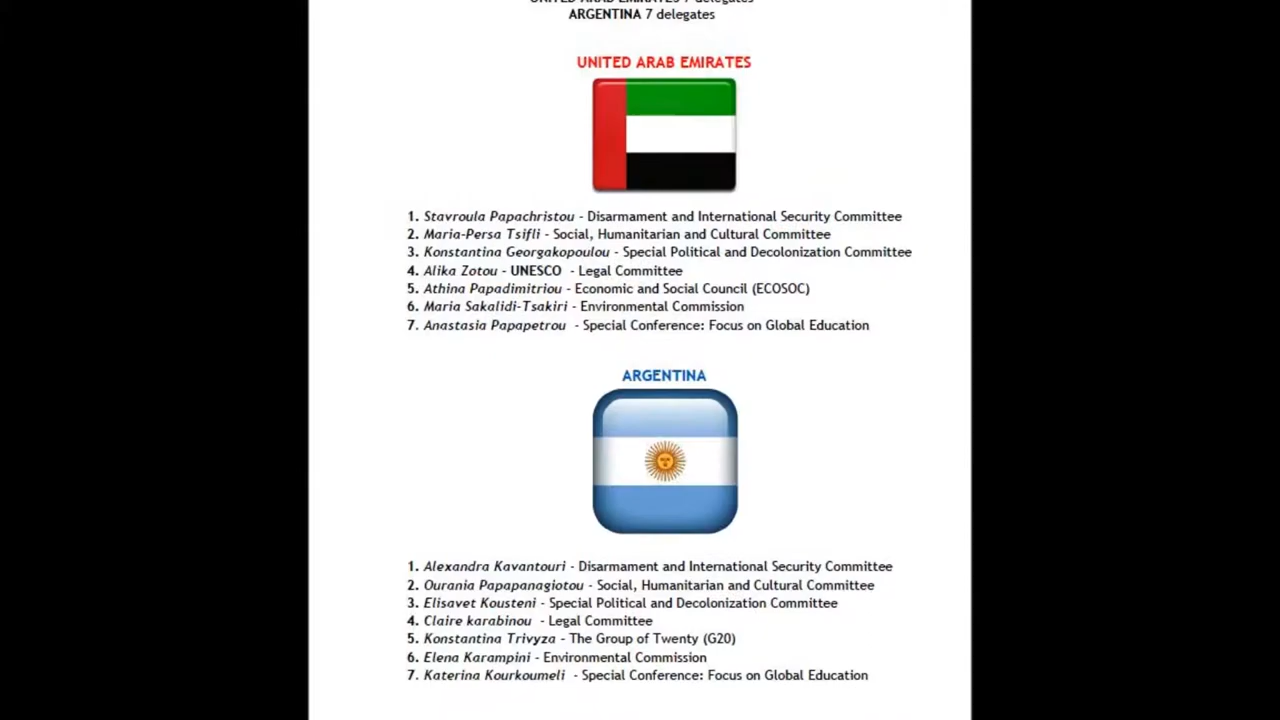 UNITED ARAB EMIRATES 7 delegates
ARGENTINA 7 delegates
UNITED ARAB EMIRATES
1. Stavroula Papachristou - Disarmament and International Security Committee
2. Maria-Persa Tsifli - Social, Humanitarian and Cultural Committee
3. Konstantina Georgakopoulou - Special Political and Decolonization Committee
4. Alika Zotou - UNESCO - Legal Committee
5. Athina Papadimitriou - Economic and Social Council (ECOSOC)
6. Maria Sakalidi-Tsakiri - Environmental Commission
7. Anastasia Papapetrou - Special Conference: Focus on Global Education
ARGENTINA
1. Alexandra Kavantouri - Disarmament and International Security Committee
2. Ourania Papapanagiotou - Social, Humanitarian and Cultural Committee
3. Elisavet Kousteni - Special Political and Decolonization Committee
4. Claire karabinou - Legal Committee
5. Konstantina Trivyza - The Group of Twenty (G20)
6. Elena Karampini - Environmental Commission
7. Katerina Kourkoumeli - Special Conference: Focus on Global Education